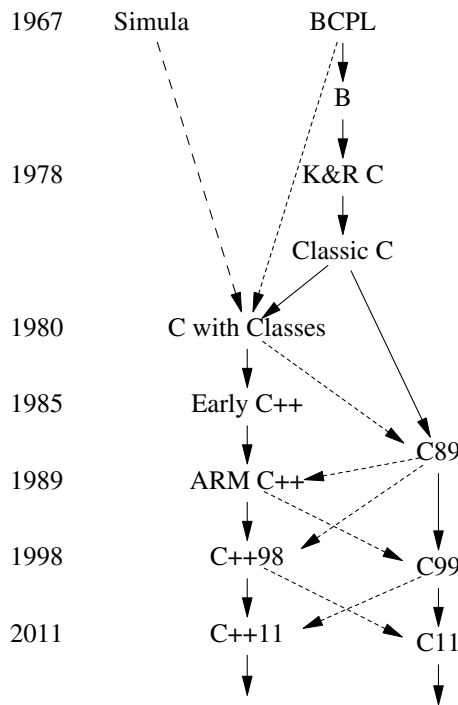 1967 Simula BCPL
B
1978 K&R C
Classic C
1980 C with Classes
1985 Early C++
C89
1989 ARM C++
1998 C++98
C99
2011 C++11
C11